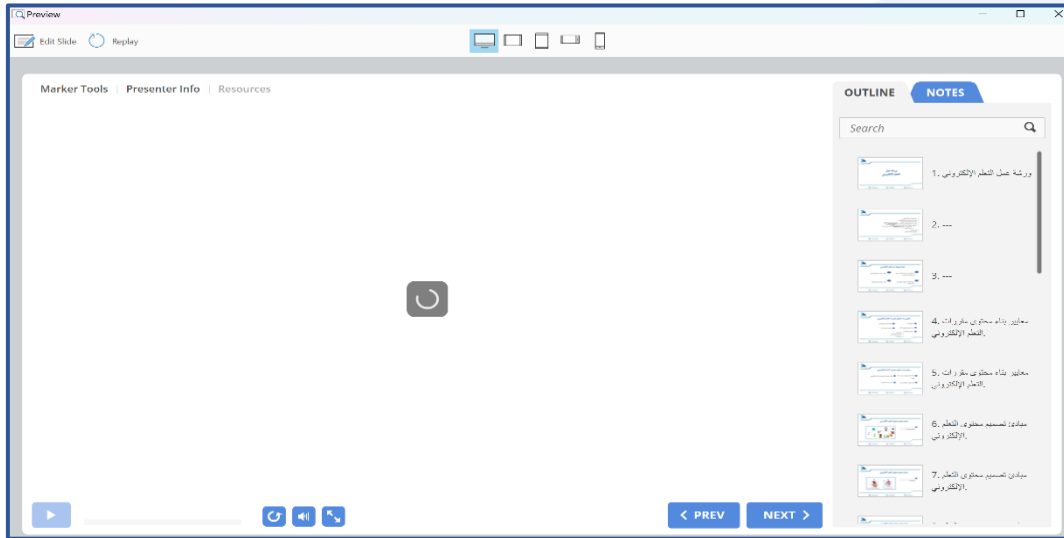 Preview
Edit Slide Replay
Marker Tools | Presenter Info | Resources
OUTLINE NOTES
Search
1. ورشة عمل التعلم الإلكتروني
2. ---
3. ---
4. معايير بناء محتوى مقررات
التعلم الإلكتروني.
5. معايير بناء محتوى مقررات
التعلم الإلكتروني.
6. مبادئ تصميم محتوى التعلم
الإلكتروني.
7. مبادئ تصميم محتوى التعلم
الإلكتروني.
PREV NEXT